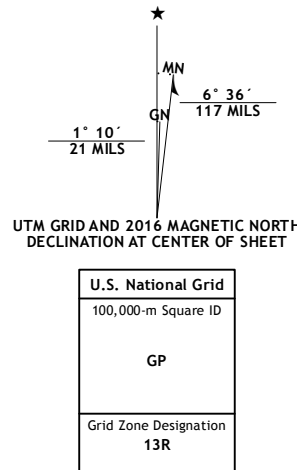 ★
MN
GN
6° 36´
117 MILS
1° 10´
21 MILS
UTM GRID AND 2016 MAGNETIC NORTH
DECLINATION AT CENTER OF SHEET
U.S. National Grid
100,000-m Square ID
GP
Grid Zone Designation
13R